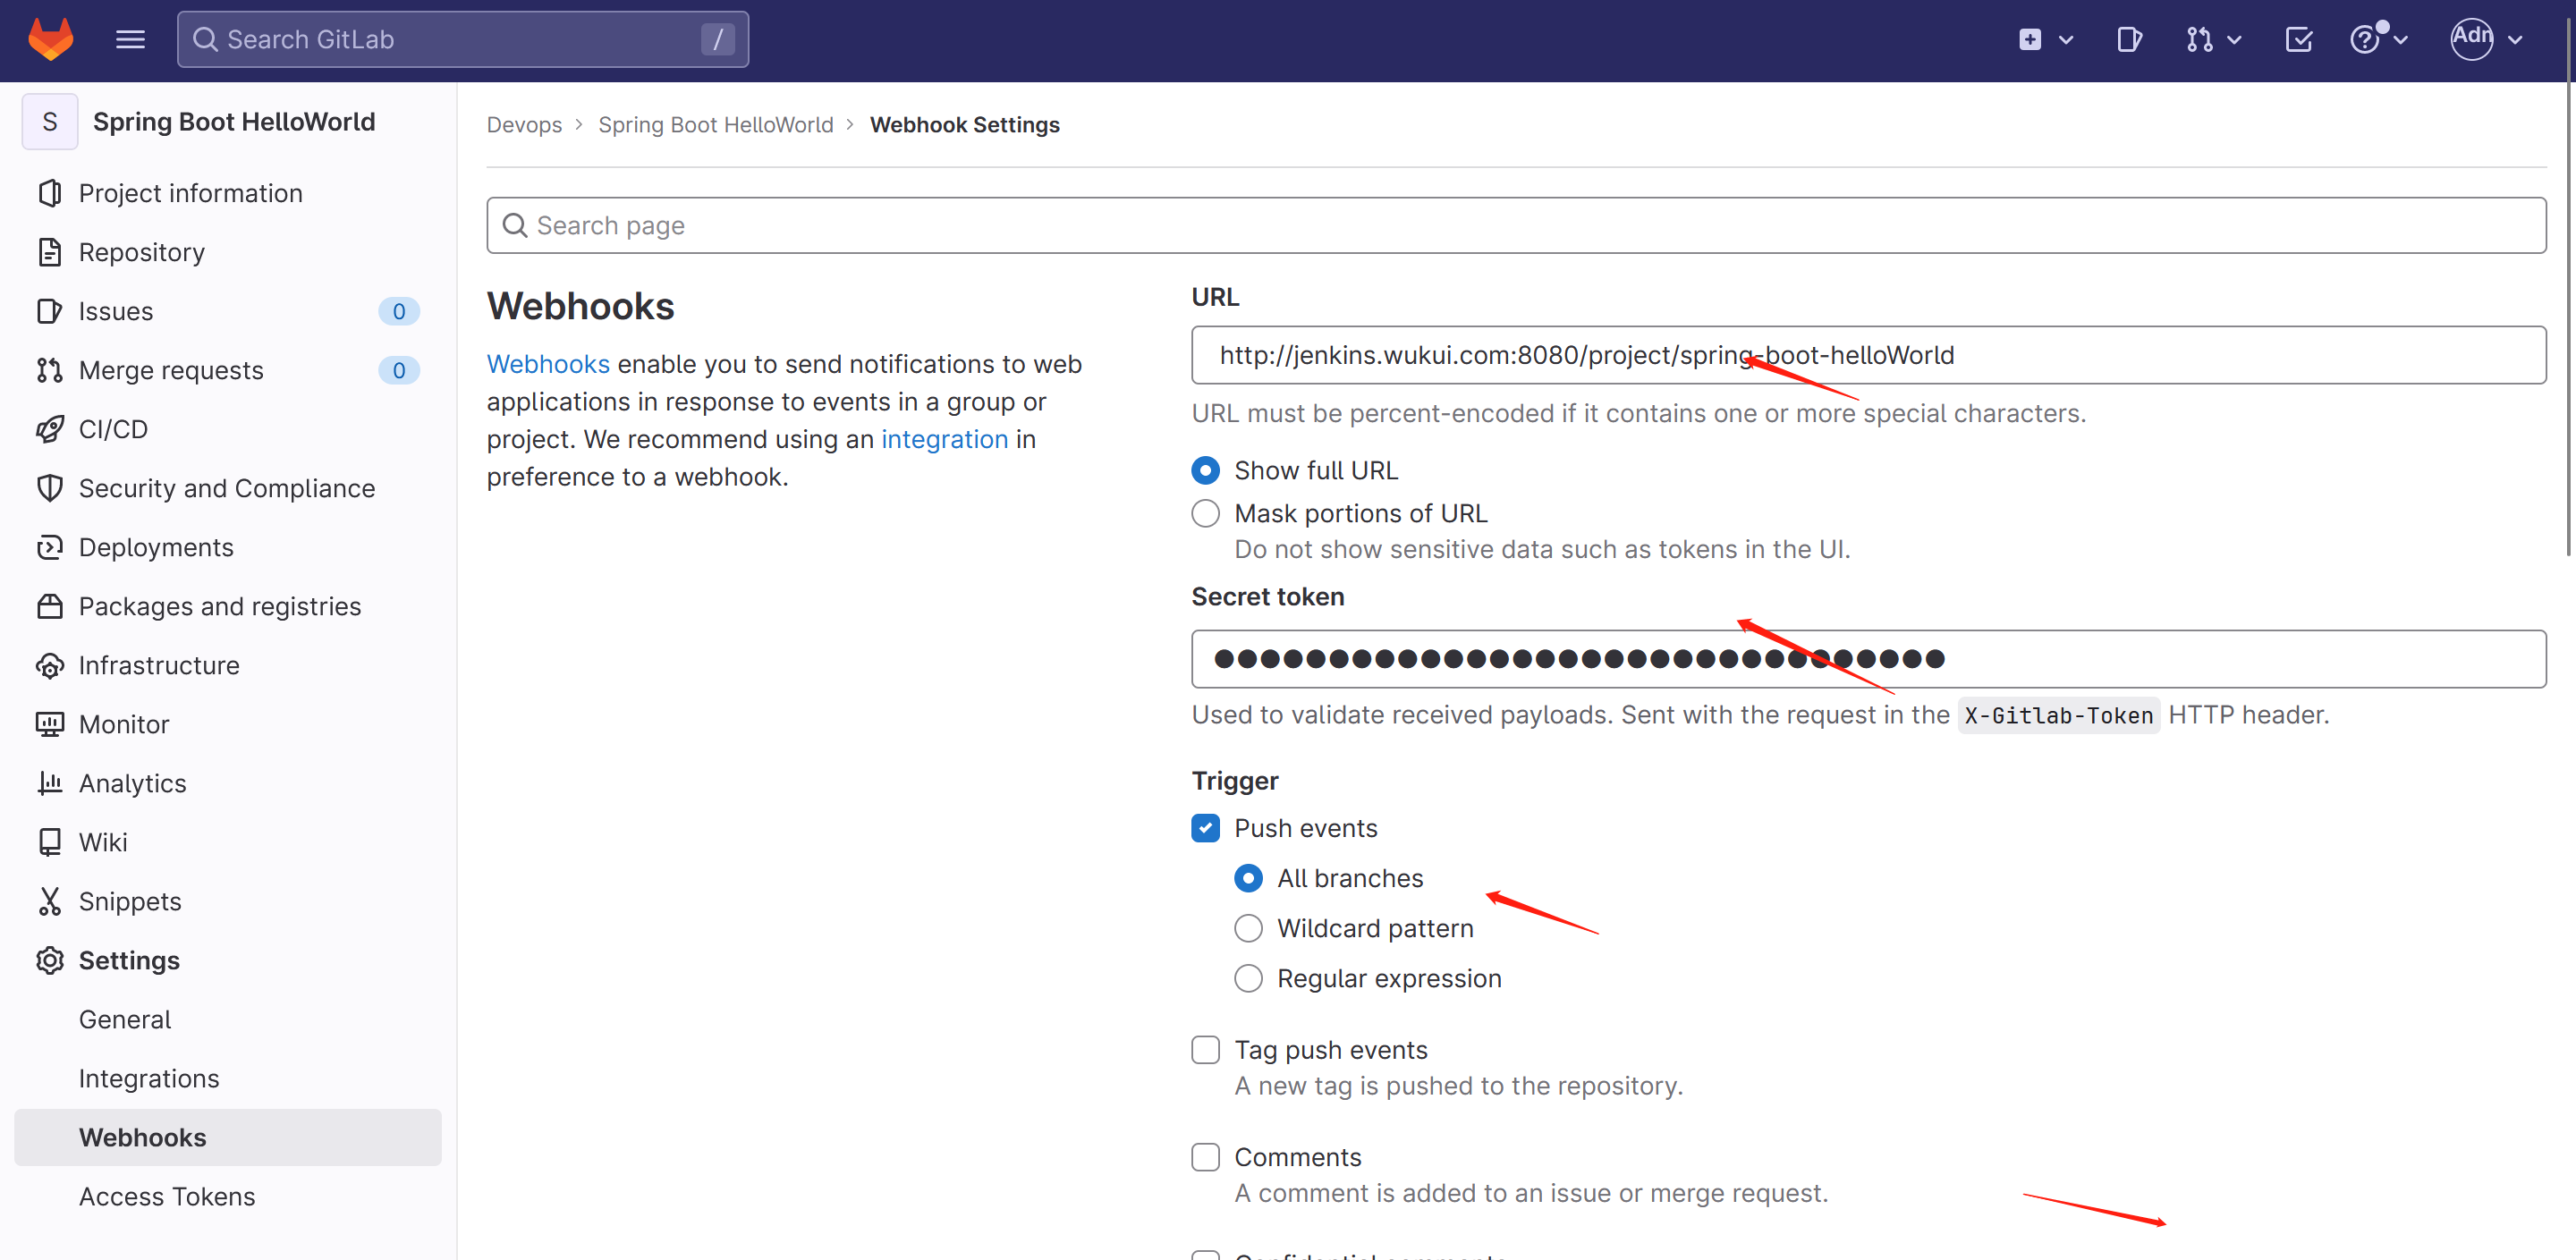 Search GitLab
/
Adn
S
Spring Boot HelloWorld
Project information
Repository
Issues
0
Merge requests
0
CI/CD
Security and Compliance
Deployments
Packages and registries
Infrastructure
Monitor
Analytics
Wiki
Snippets
Settings
General
Integrations
Webhooks
Access Tokens
Devops > Spring Boot HelloWorld > Webhook Settings
Search page
Webhooks
Webhooks enable you to send notifications to web
applications in response to events in a group or
project. We recommend using an integration in
preference to a webhook.
URL
http://jenkins.wukui.com:8080/project/spring-boot-helloWorld
URL must be percent-encoded if it contains one or more special characters.
Show full URL
Mask portions of URL
Do not show sensitive data such as tokens in the UI.
Secret token
Used to validate received payloads. Sent with the request in the X-Gitlab-Token HTTP header.
Trigger
Push events
All branches
Wildcard pattern
Regular expression
Tag push events
A new tag is pushed to the repository.
Comments
A comment is added to an issue or merge request.